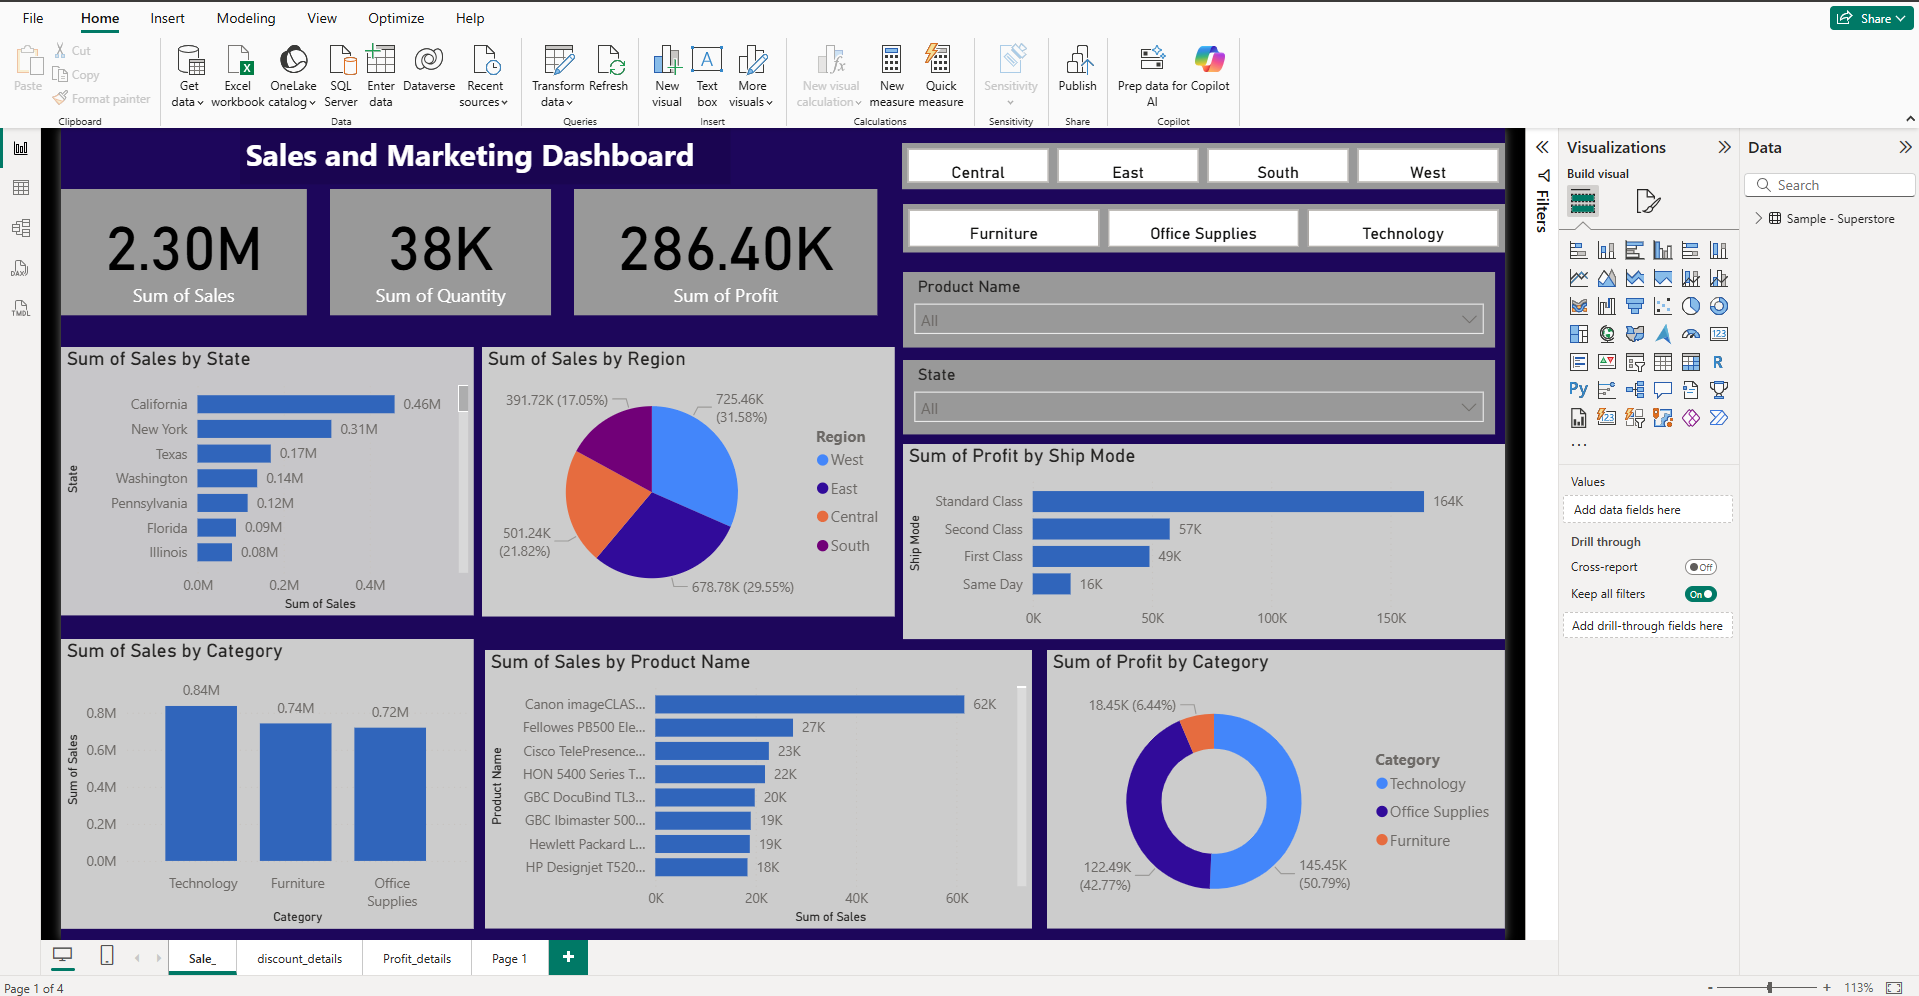 File Home Insert Modeling View Optimize Help
Share
Paste
Cut
Copy
Format painter
Clipboard
Get data
Excel workbook
OneLake catalog
SQL Server
Enter data
Dataverse
Recent sources
Data
Transform data
Refresh
Queries
New visual
Text box
More visuals
Insert
New visual calculation
New measure
Quick measure
Calculations
Sensitivity
Sensitivity
Publish
Share
Prep data for AI
Copilot
Copilot
DAX
TMDL
Sales and Marketing Dashboard
2.30M
Sum of Sales
38K
Sum of Quantity
286.40K
Sum of Profit
Central East South West
Furniture Office Supplies Technology
Product Name
All
State
All
Sum of Sales by State
State
California 0.46M
New York 0.31M
Texas 0.17M
Washington 0.14M
Pennsylvania 0.12M
Florida 0.09M
Illinois 0.08M
0.0M 0.2M 0.4M
Sum of Sales
Sum of Sales by Region
391.72K (17.05%)
725.46K
(31.58%)
501.24K
(21.82%)
678.78K (29.55%)
Region
West
East
Central
South
Sum of Profit by Ship Mode
Ship Mode
Standard Class 164K
Second Class 57K
First Class 49K
Same Day 16K
0K 50K 100K 150K
Sum of Sales by Category
Sum of Sales
0.8M
0.6M
0.4M
0.2M
0.0M
0.84M
0.74M
0.72M
Technology Furniture Office
Supplies
Category
Sum of Sales by Product Name
Product Name
Canon imageCLAS... 62K
Fellowes PB500 Ele... 27K
Cisco TelePresence... 23K
HON 5400 Series T... 22K
GBC DocuBind TL3... 20K
GBC Ibimaster 500... 19K
Hewlett Packard L... 19K
HP Designjet T520... 18K
0K 20K 40K 60K
Sum of Sales
Sum of Profit by Category
18.45K (6.44%)
122.49K
(42.77%)
145.45K
(50.79%)
Category
Technology
Office Supplies
Furniture
Filters
Visualizations
Build visual
123
R
Py
123
...
Values
Add data fields here
Drill through
Cross-report Off
Keep all filters On
Add drill-through fields here
Data
Search
Sample - Superstore
Sale_ discount_details Profit_details Page 1 +
Page 1 of 4
- + 113%